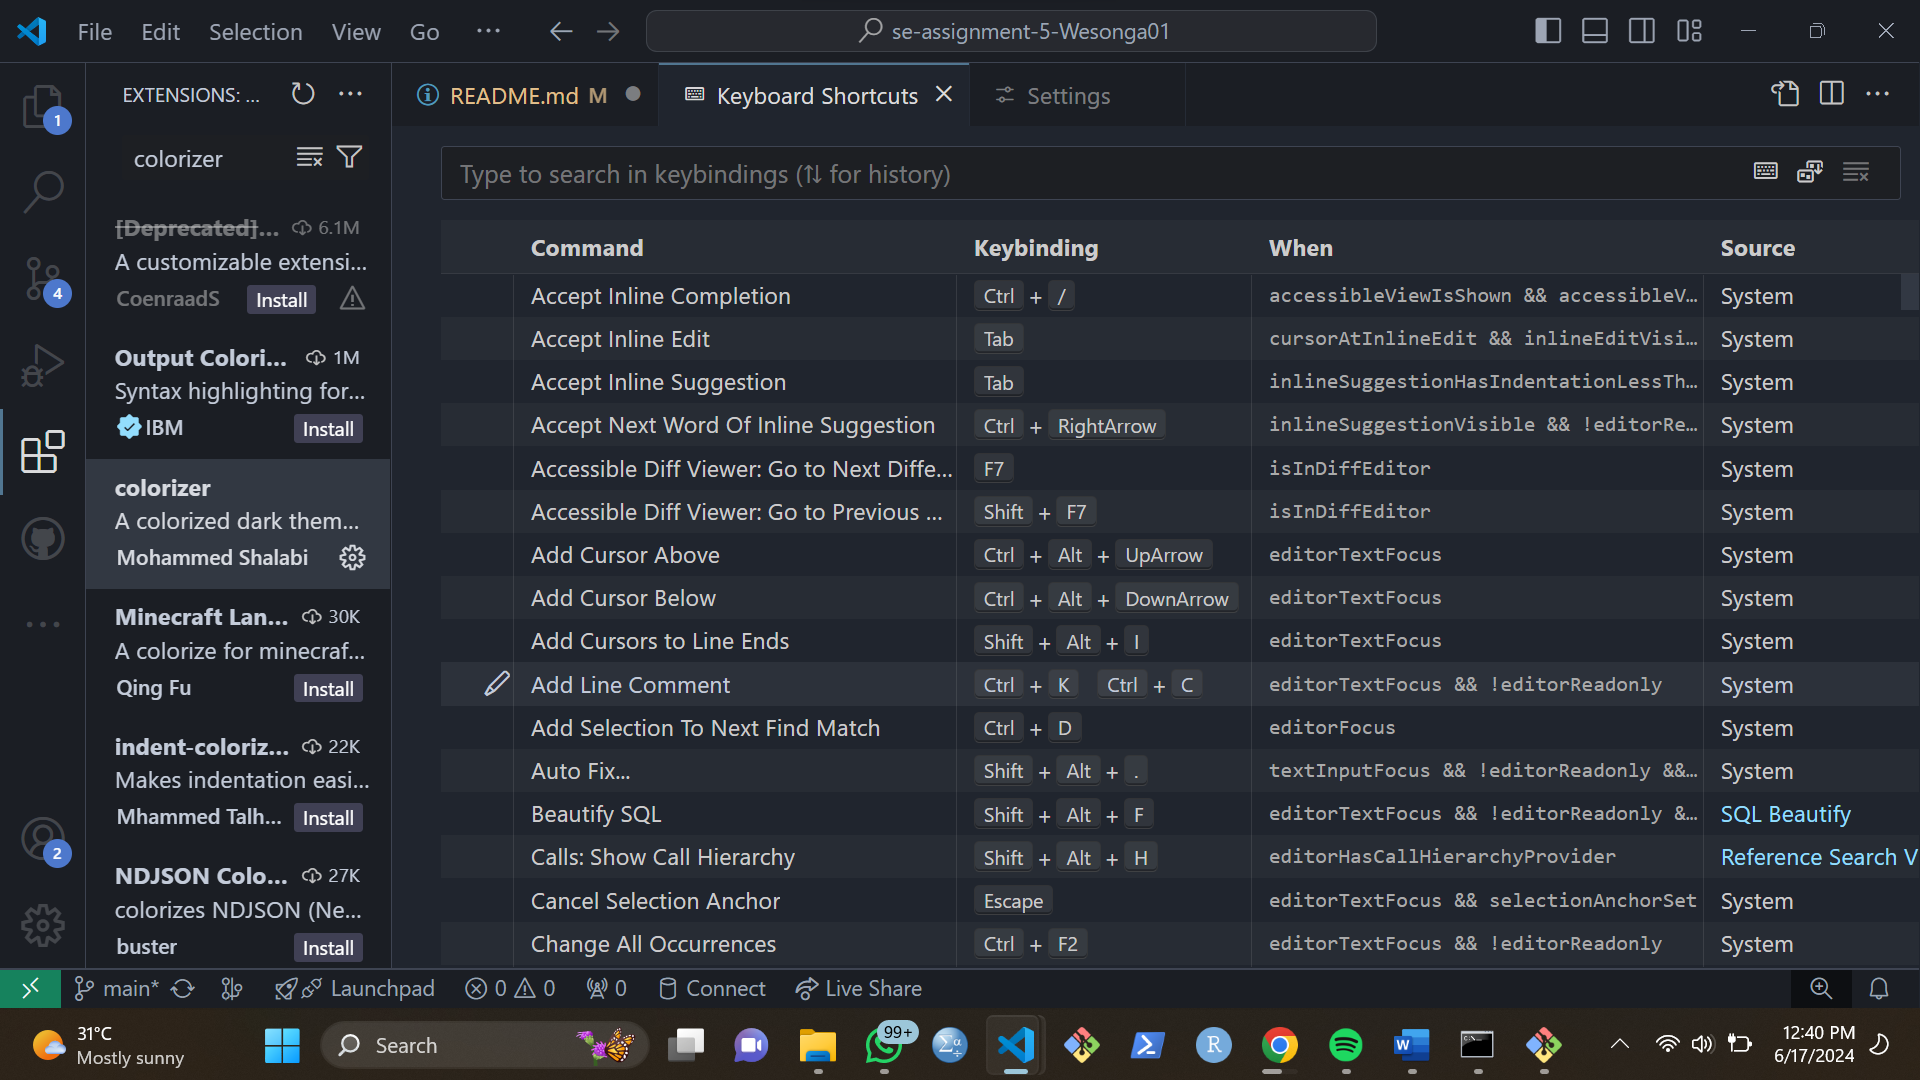 File Edit Selection View Go ··· se-assignment-5-Wesonga01
EXTENSIONS: ...
README.md M
Keyboard Shortcuts
Settings
colorizer
[Deprecated]... 6.1M
A customizable extensi...
CoenraadS Install
Output Colori... 1M
Syntax highlighting for...
IBM Install
colorizer
A colorized dark them...
Mohammed Shalabi
Minecraft Lan... 30K
A colorize for minecraf...
Qing Fu Install
indent-coloriz... 22K
Makes indentation easi...
Mhammed Talh... Install
NDJSON Colo... 27K
colorizes NDJSON (Ne...
buster Install
1
4
2
Type to search in keybindings (⇅ for history)
Command Keybinding When Source
Accept Inline Completion Ctrl + / accessibleViewIsShown && accessibleV... System
Accept Inline Edit Tab cursorAtInlineEdit && inlineEditVisi... System
Accept Inline Suggestion Tab inlineSuggestionHasIndentationLessTh... System
Accept Next Word Of Inline Suggestion Ctrl + RightArrow inlineSuggestionVisible && !editorRe... System
Accessible Diff Viewer: Go to Next Diffe... F7 isInDiffEditor System
Accessible Diff Viewer: Go to Previous ... Shift + F7 isInDiffEditor System
Add Cursor Above Ctrl + Alt + UpArrow editorTextFocus System
Add Cursor Below Ctrl + Alt + DownArrow editorTextFocus System
Add Cursors to Line Ends Shift + Alt + I editorTextFocus System
Add Line Comment Ctrl + K Ctrl + C editorTextFocus && !editorReadonly System
Add Selection To Next Find Match Ctrl + D editorFocus System
Auto Fix... Shift + Alt + . textInputFocus && !editorReadonly &&... System
Beautify SQL Shift + Alt + F editorTextFocus && !editorReadonly &... SQL Beautify
Calls: Show Call Hierarchy Shift + Alt + H editorHasCallHierarchyProvider Reference Search V
Cancel Selection Anchor Escape editorTextFocus && selectionAnchorSet System
Change All Occurrences Ctrl + F2 editorTextFocus && !editorReadonly System
main* Launchpad 0 0 0 Connect Live Share
31°C
Mostly sunny
Search
99+
Σα
R
W
12:40 PM
6/17/2024